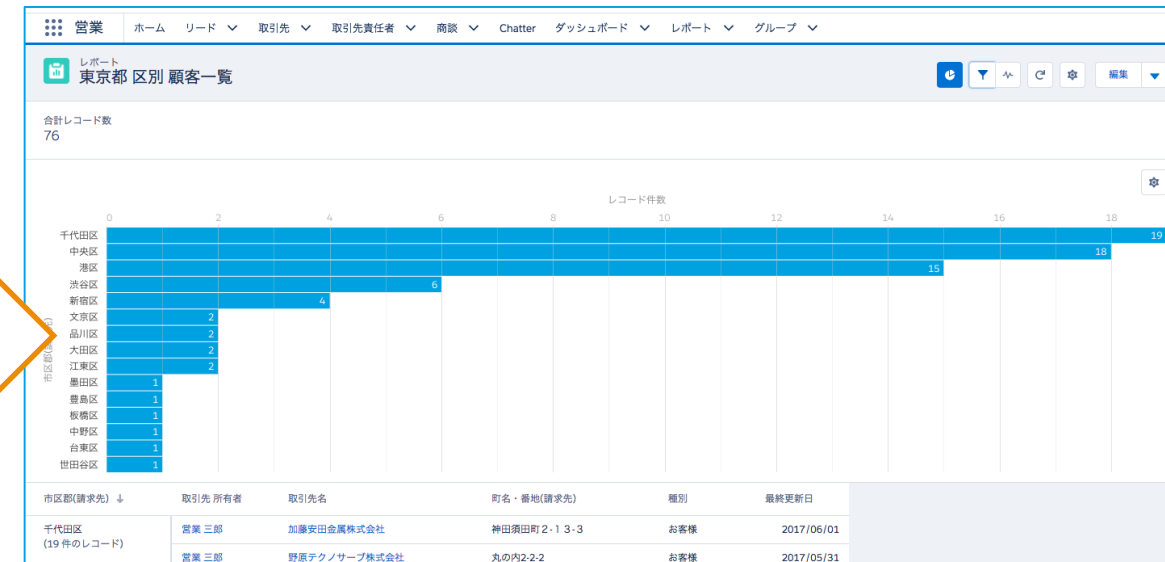 営業 ホーム リード 取引先 取引先責任者 商談 Chatter ダッシュボード レポート グループ
レポート
東京都 区別 顧客一覧
編集
合計レコード数
76
レコード件数
0 2 4 6 8 10 12 14 16 18
千代田区 19
中央区 18
港区 15
渋谷区 6
新宿区 4
文京区 2
品川区 2
大田区 2
江東区 2
墨田区 1
豊島区 1
板橋区 1
中野区 1
台東区 1
世田谷区 1
市区郡(請求先) ↓ 取引先 所有者 取引先名 町名・番地(請求先) 種別 最終更新日
千代田区 営業 三郎 加藤安田金属株式会社 神田須田町２-１３-３ お客様 2017/06/01
(19 件のレコード)
営業 三郎 野原テクノサーブ株式会社 丸の内2-2-2 お客様 2017/05/31